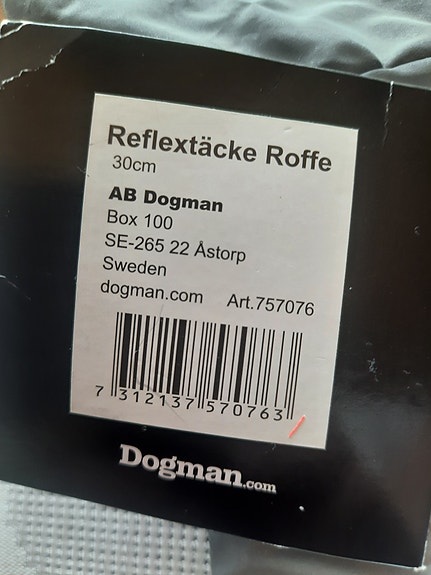 Reflextäcke Roffe
30cm
AB Dogman
Box 100
SE-265 22 Åstorp
Sweden
dogman.com Art.757076
7 312137 570763
Dogman.com